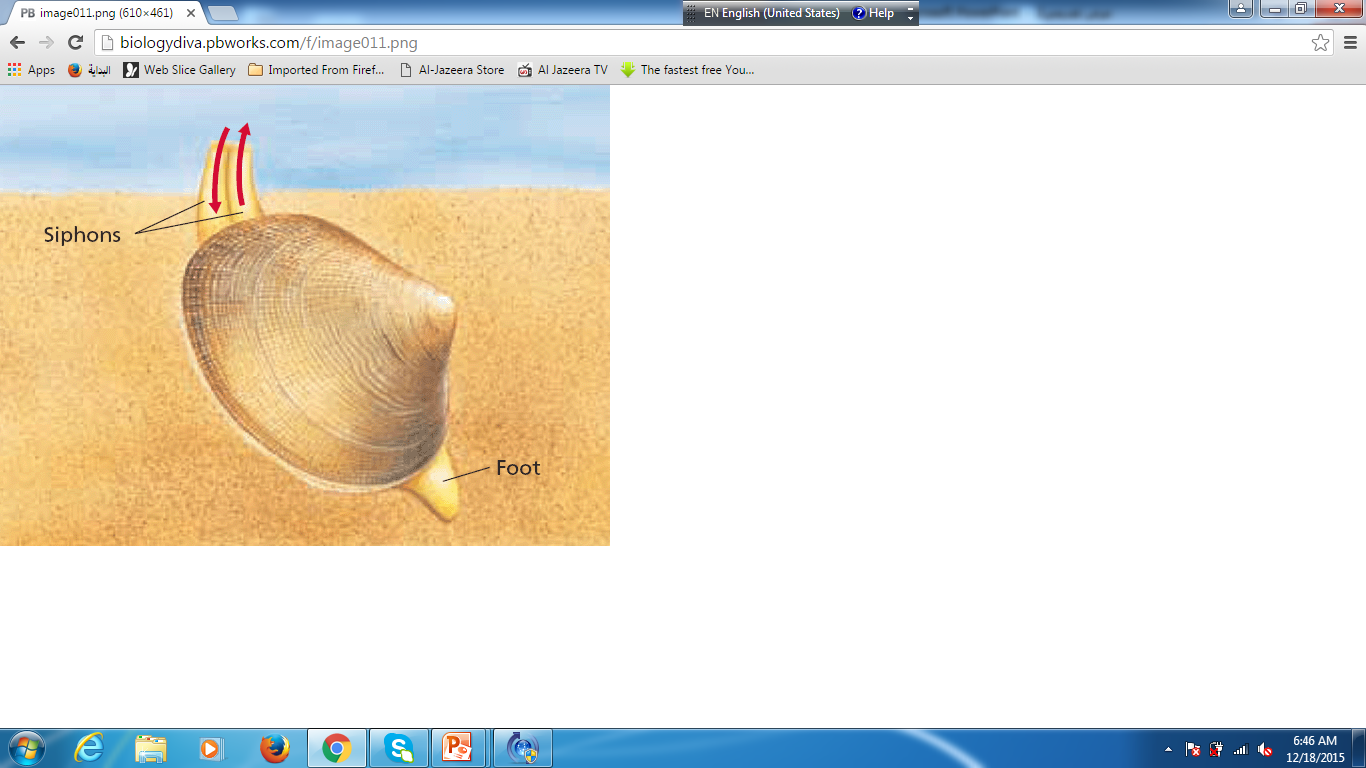 PB image011.png (610×461)
EN English (United States) Help
biologydiva.pbworks.com/f/image011.png
Apps البداية Web Slice Gallery Imported From Firef... Al-Jazeera Store Al Jazeera TV The fastest free You...
Siphons
Foot
6:46 AM
12/18/2015